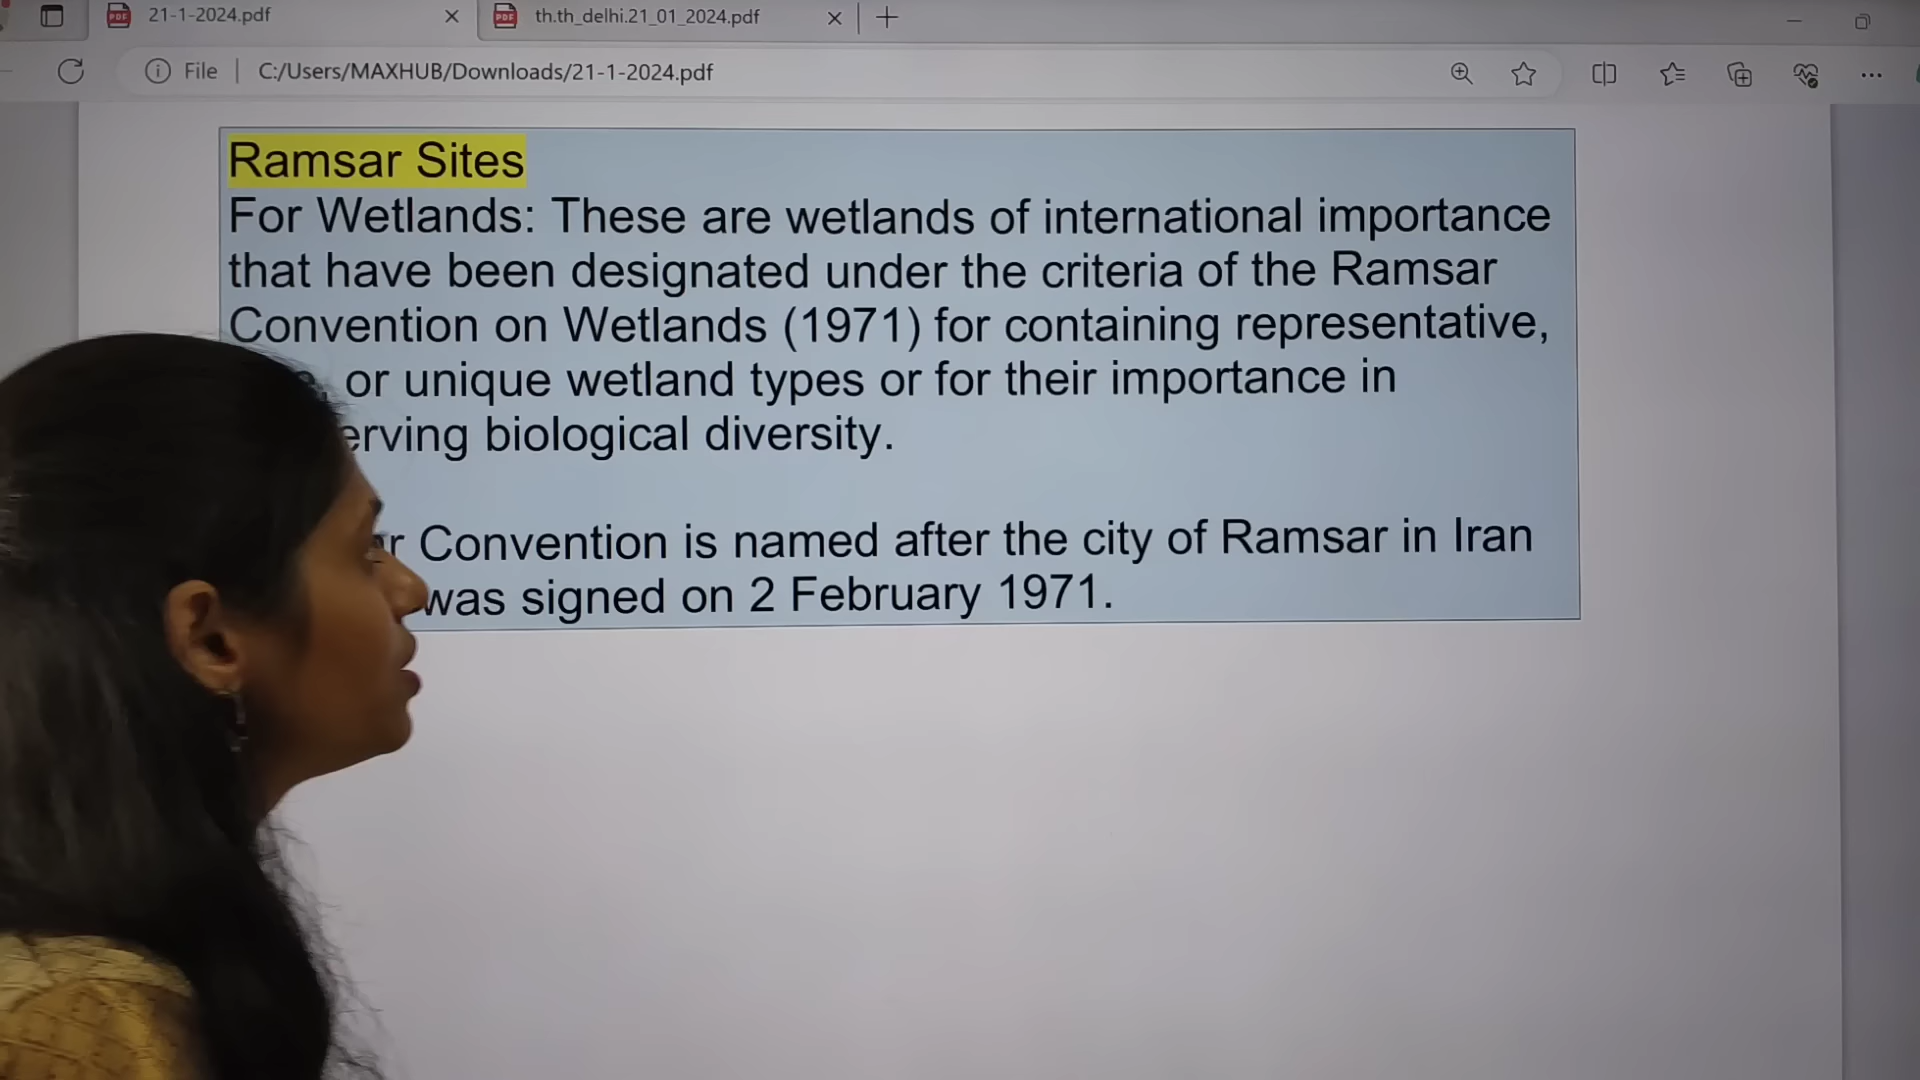 21-1-2024.pdf
th.th_delhi.21_01_2024.pdf
File
C:/Users/MAXHUB/Downloads/21-1-2024.pdf
Ramsar Sites
For Wetlands: These are wetlands of international importance
that have been designated under the criteria of the Ramsar
Convention on Wetlands (1971) for containing representative,
or unique wetland types or for their importance in
erving biological diversity.
r Convention is named after the city of Ramsar in Iran
was signed on 2 February 1971.